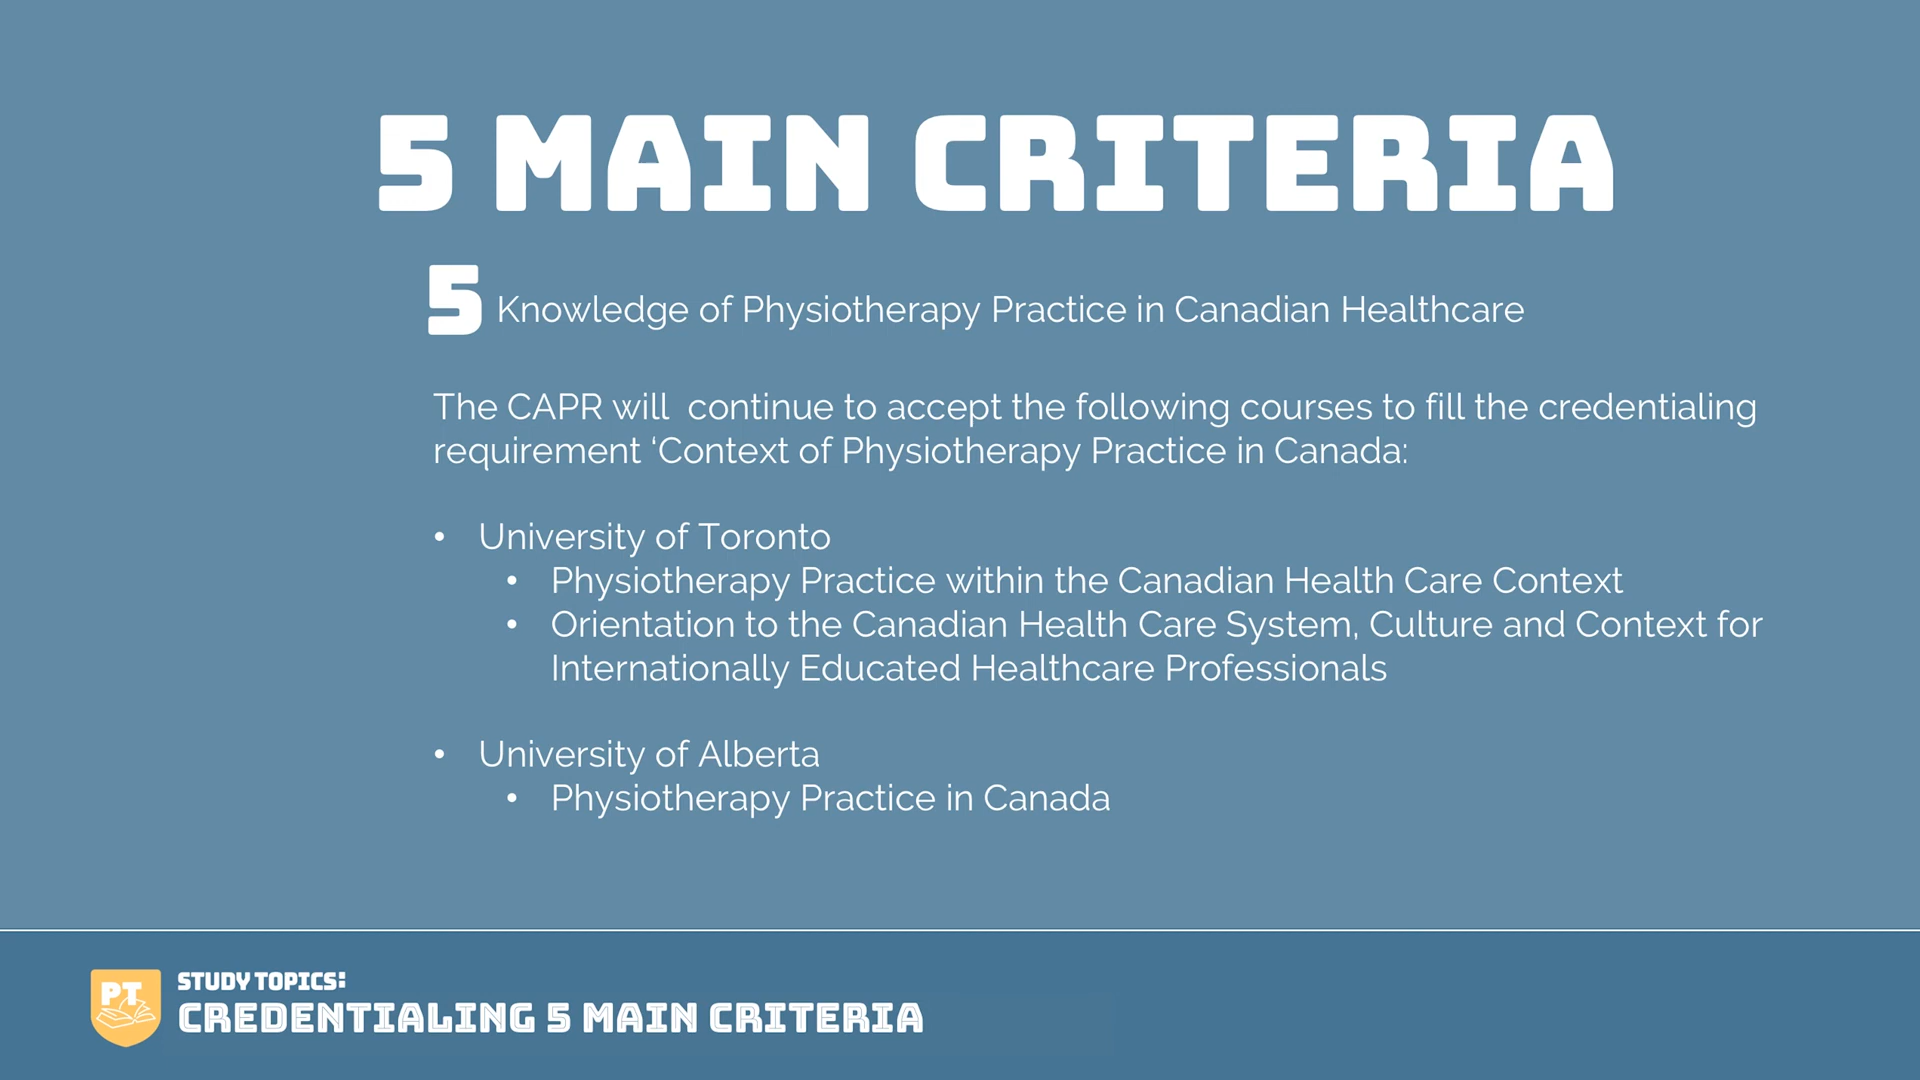 5 MAIN CRITERIA
5 Knowledge of Physiotherapy Practice in Canadian Healthcare
The CAPR will  continue to accept the following courses to fill the credentialing
requirement ‘Context of Physiotherapy Practice in Canada:
• University of Toronto
• Physiotherapy Practice within the Canadian Health Care Context
• Orientation to the Canadian Health Care System, Culture and Context for
Internationally Educated Healthcare Professionals
• University of Alberta
• Physiotherapy Practice in Canada
PT
STUDY TOPICS:
CREDENTIALING 5 MAIN CRITERIA